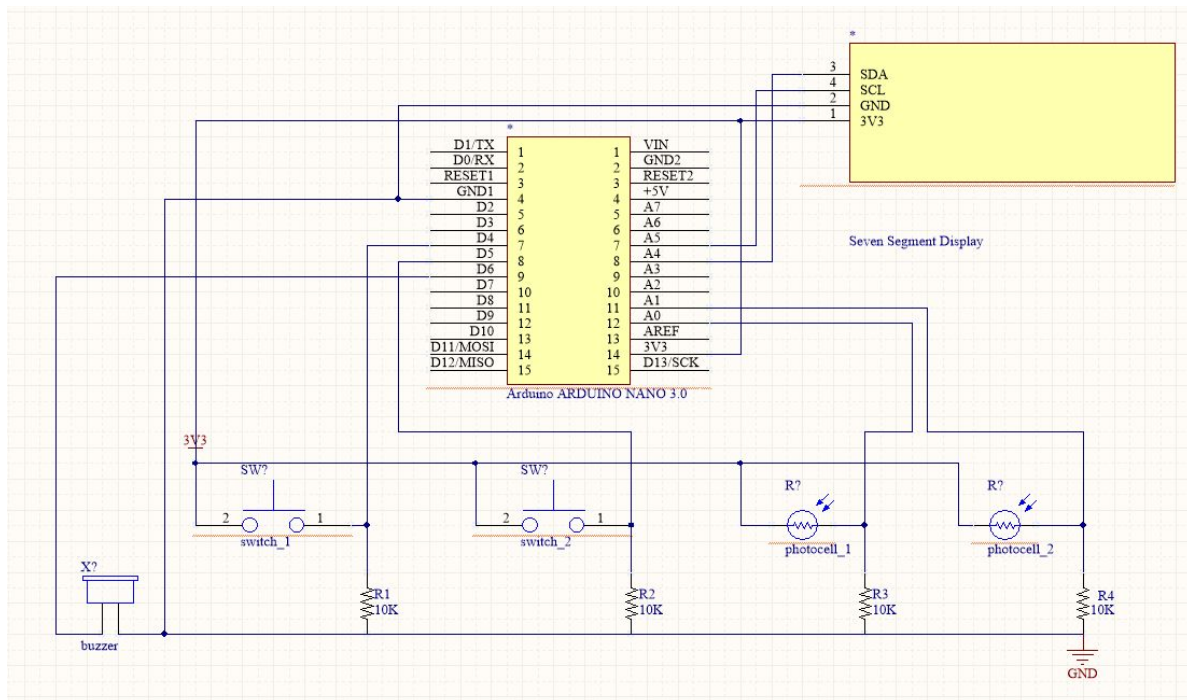 *
3 SDA
4 SCL
2 GND
1 3V3
Seven Segment Display
*
D1/TX 1 1 VIN
D0/RX 2 2 GND2
RESET1 3 3 RESET2
GND1 4 4 +5V
D2 5 5 A7
D3 6 6 A6
D4 7 7 A5
D5 8 8 A4
D6 9 9 A3
D7 10 10 A2
D8 11 11 A1
D9 12 12 A0
D10 13 13 AREF
D11/MOSI 14 14 3V3
D12/MISO 15 15 D13/SCK
Arduino ARDUINO NANO 3.0
3V3
SW? SW? R? R?
2 1 2 1
switch_1 switch_2 photocell_1 photocell_2
X?
R1 R2 R3 R4
10K 10K 10K 10K
buzzer
GND